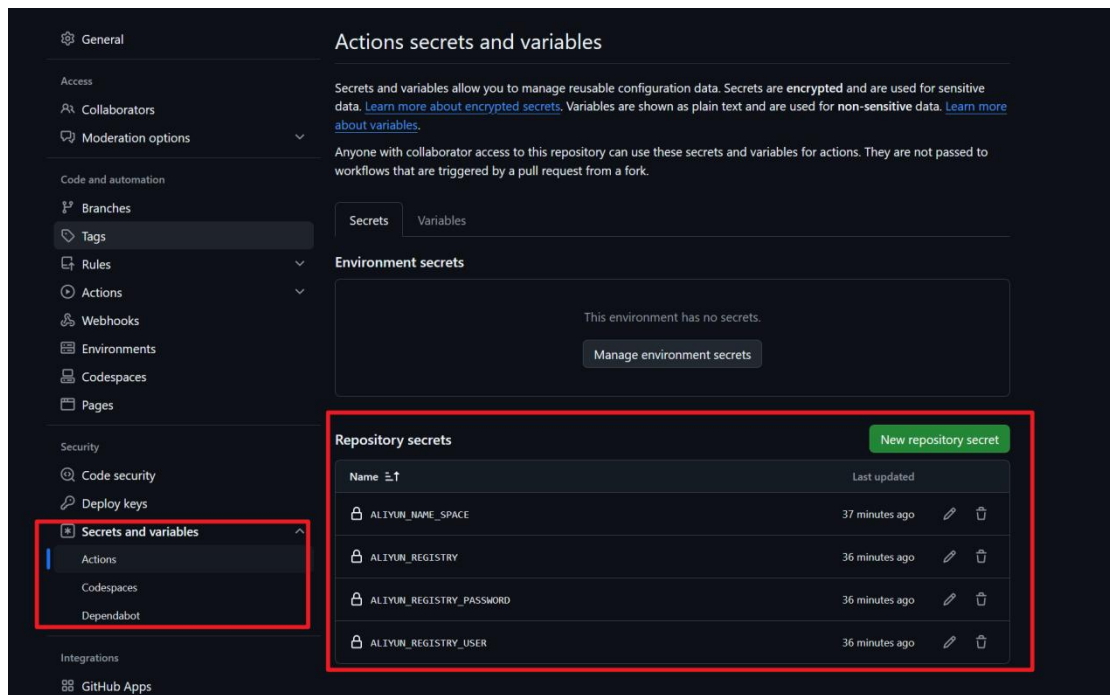 General
Access
Collaborators
Moderation options
Code and automation
Branches
Tags
Rules
Actions
Webhooks
Environments
Codespaces
Pages
Security
Code security
Deploy keys
Secrets and variables
Actions
Codespaces
Dependabot
Integrations
GitHub Apps
Actions secrets and variables
Secrets and variables allow you to manage reusable configuration data. Secrets are encrypted and are used for sensitive
data. Learn more about encrypted secrets. Variables are shown as plain text and are used for non-sensitive data. Learn more
about variables.
Anyone with collaborator access to this repository can use these secrets and variables for actions. They are not passed to
workflows that are triggered by a pull request from a fork.
Secrets Variables
Environment secrets
This environment has no secrets.
Manage environment secrets
Repository secrets New repository secret
Name Last updated
ALIYUN_NAME_SPACE 37 minutes ago
ALIYUN_REGISTRY 36 minutes ago
ALIYUN_REGISTRY_PASSWORD 36 minutes ago
ALIYUN_REGISTRY_USER 36 minutes ago